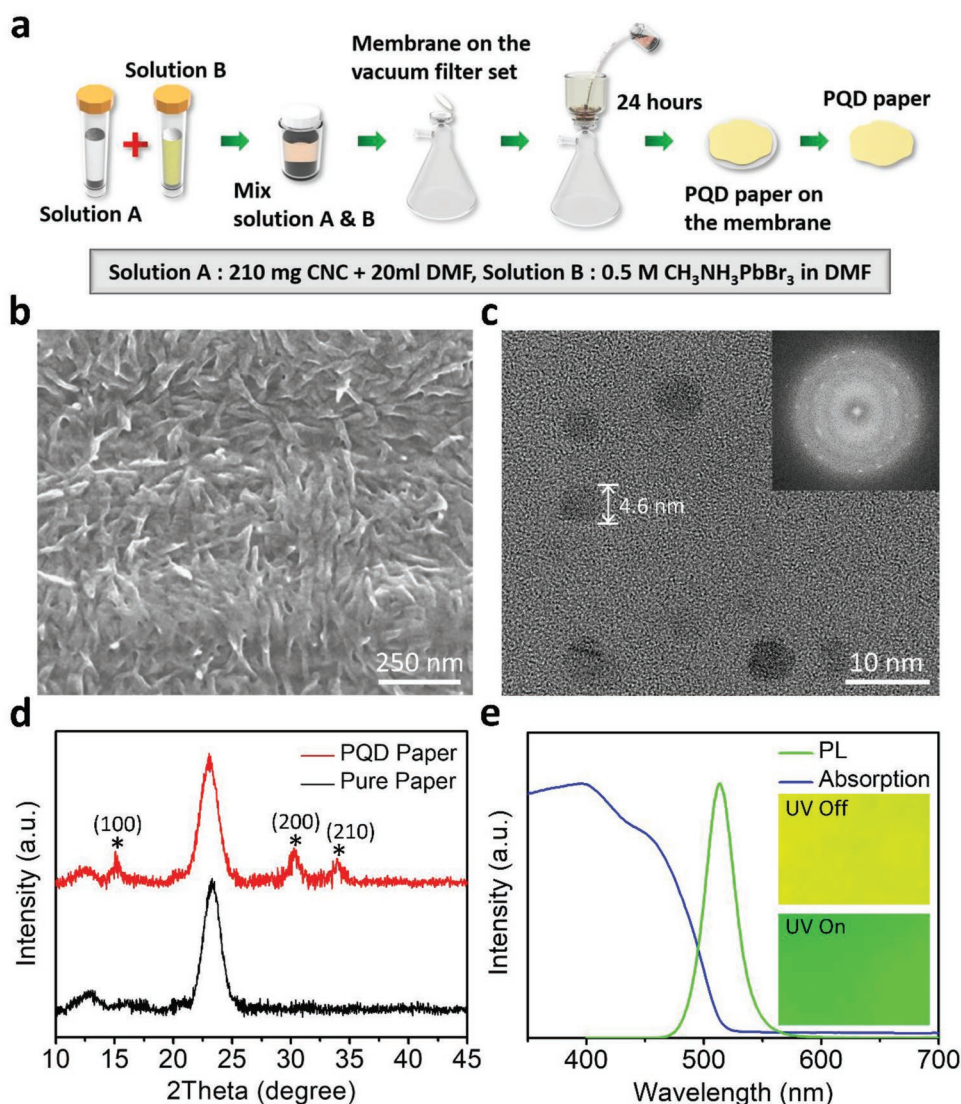 a
Solution B
Solution A
Mix
solution A & B
Membrane on the
vacuum filter set
24 hours
PQD paper on
the membrane
PQD paper
Solution A : 210 mg CNC + 20ml DMF, Solution B : 0.5 M CH₃NH₃PbBr₃ in DMF
b
250 nm
c
4.6 nm
10 nm
d
PQD Paper
Pure Paper
(100)
(200)
(210)
*
*
*
Intensity (a.u.)
10 15 20 25 30 35 40 45
2Theta (degree)
e
PL
Absorption
UV Off
UV On
Intensity (a.u.)
400 500 600 700
Wavelength (nm)